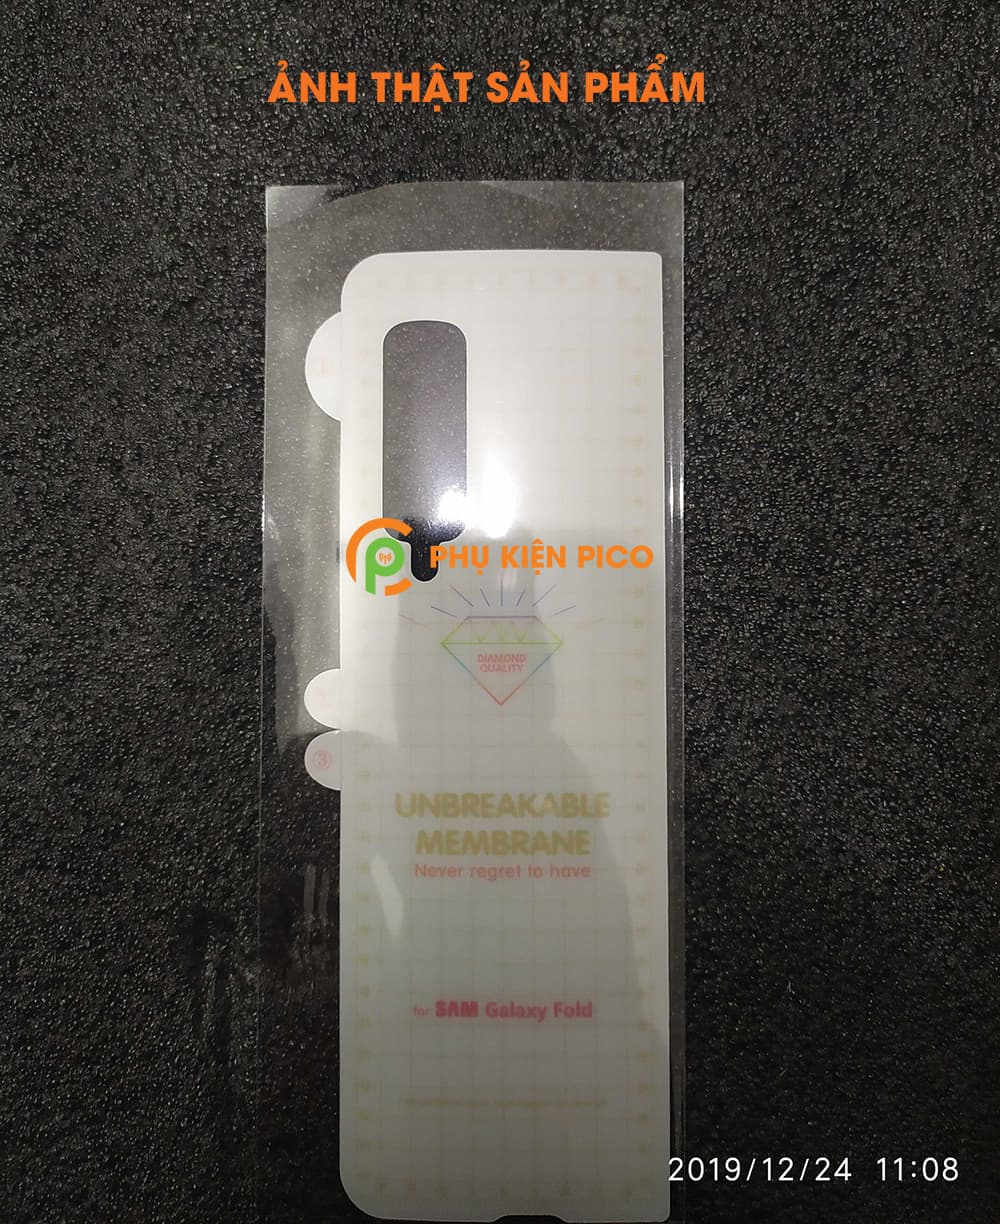 ẢNH THẬT SẢN PHẨM
PHỤ KIỆN PICO
DIAMOND
QUALITY
③
UNBREAKABLE
MEMBRANE
Never regret to have
for SAM Galaxy Fold
2019/12/24 11:08